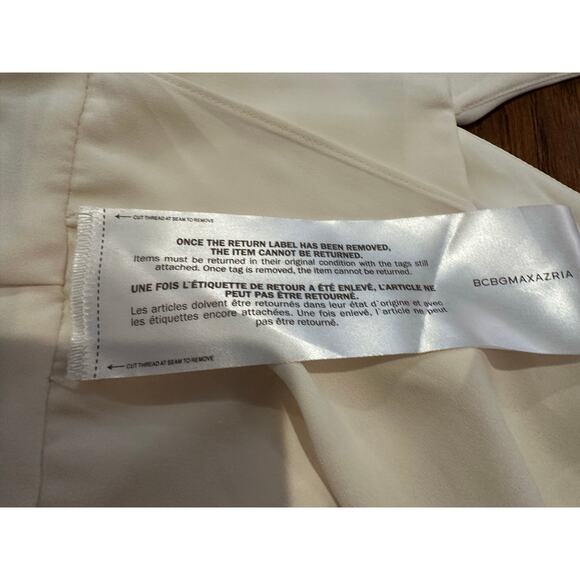 ← CUT THREAD AT SEAM TO REMOVE
ONCE THE RETURN LABEL HAS BEEN REMOVED,
THE ITEM CANNOT BE RETURNED.
Items must be returned in their original condition with the tags still
attached. Once tag is removed, the item cannot be returned.
UNE FOIS L'ÉTIQUETTE DE RETOUR A ÉTÉ ENLEVÉ, L'ARTICLE NE
PEUT PAS ÊTRE RETOURNÉ.
Les articles doivent être retournés dans leur état d'origine et avec
les étiquettes encore attachées. Une fois enlevé, l'article ne peut
pas être retourné.
← CUT THREAD AT SEAM TO REMOVE
BCBGMAXAZRIA